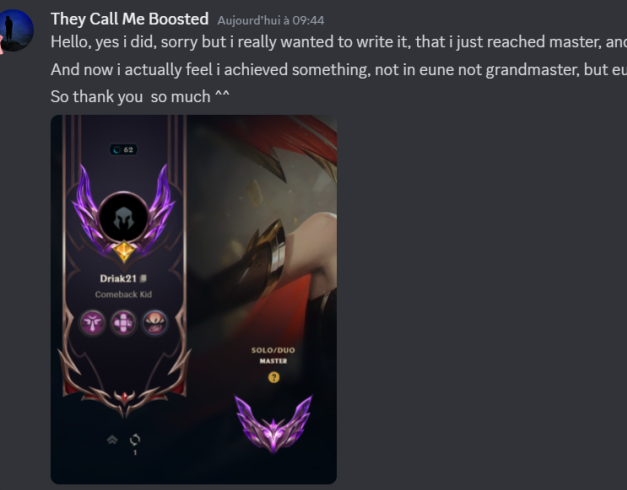 They Call Me Boosted Aujourd'hui à 09:44
Hello, yes i did, sorry but i really wanted to write it, that i just reached master, and
And now i actually feel i achieved something, not in eune not grandmaster, but eu
So thank you so much ^^
62
Driak21
Comeback Kid
SOLO/DUO
MASTER
?
1